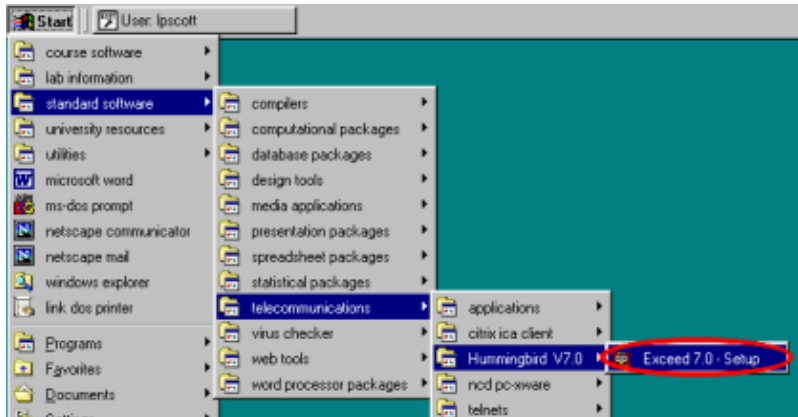 Start
User: lpscott
course software
lab information
standard software
university resources
utilities
microsoft word
ms-dos prompt
netscape communicator
netscape mail
windows explorer
link dos printer
Programs
Favorites
Documents
Settings
compilers
computational packages
database packages
design tools
media applications
presentation packages
spreadsheet packages
statistical packages
telecommunications
virus checker
web tools
word processor packages
applications
citrix ica client
Hummingbird V7.0
ncd pc-xware
telnets
Exceed 7.0 - Setup